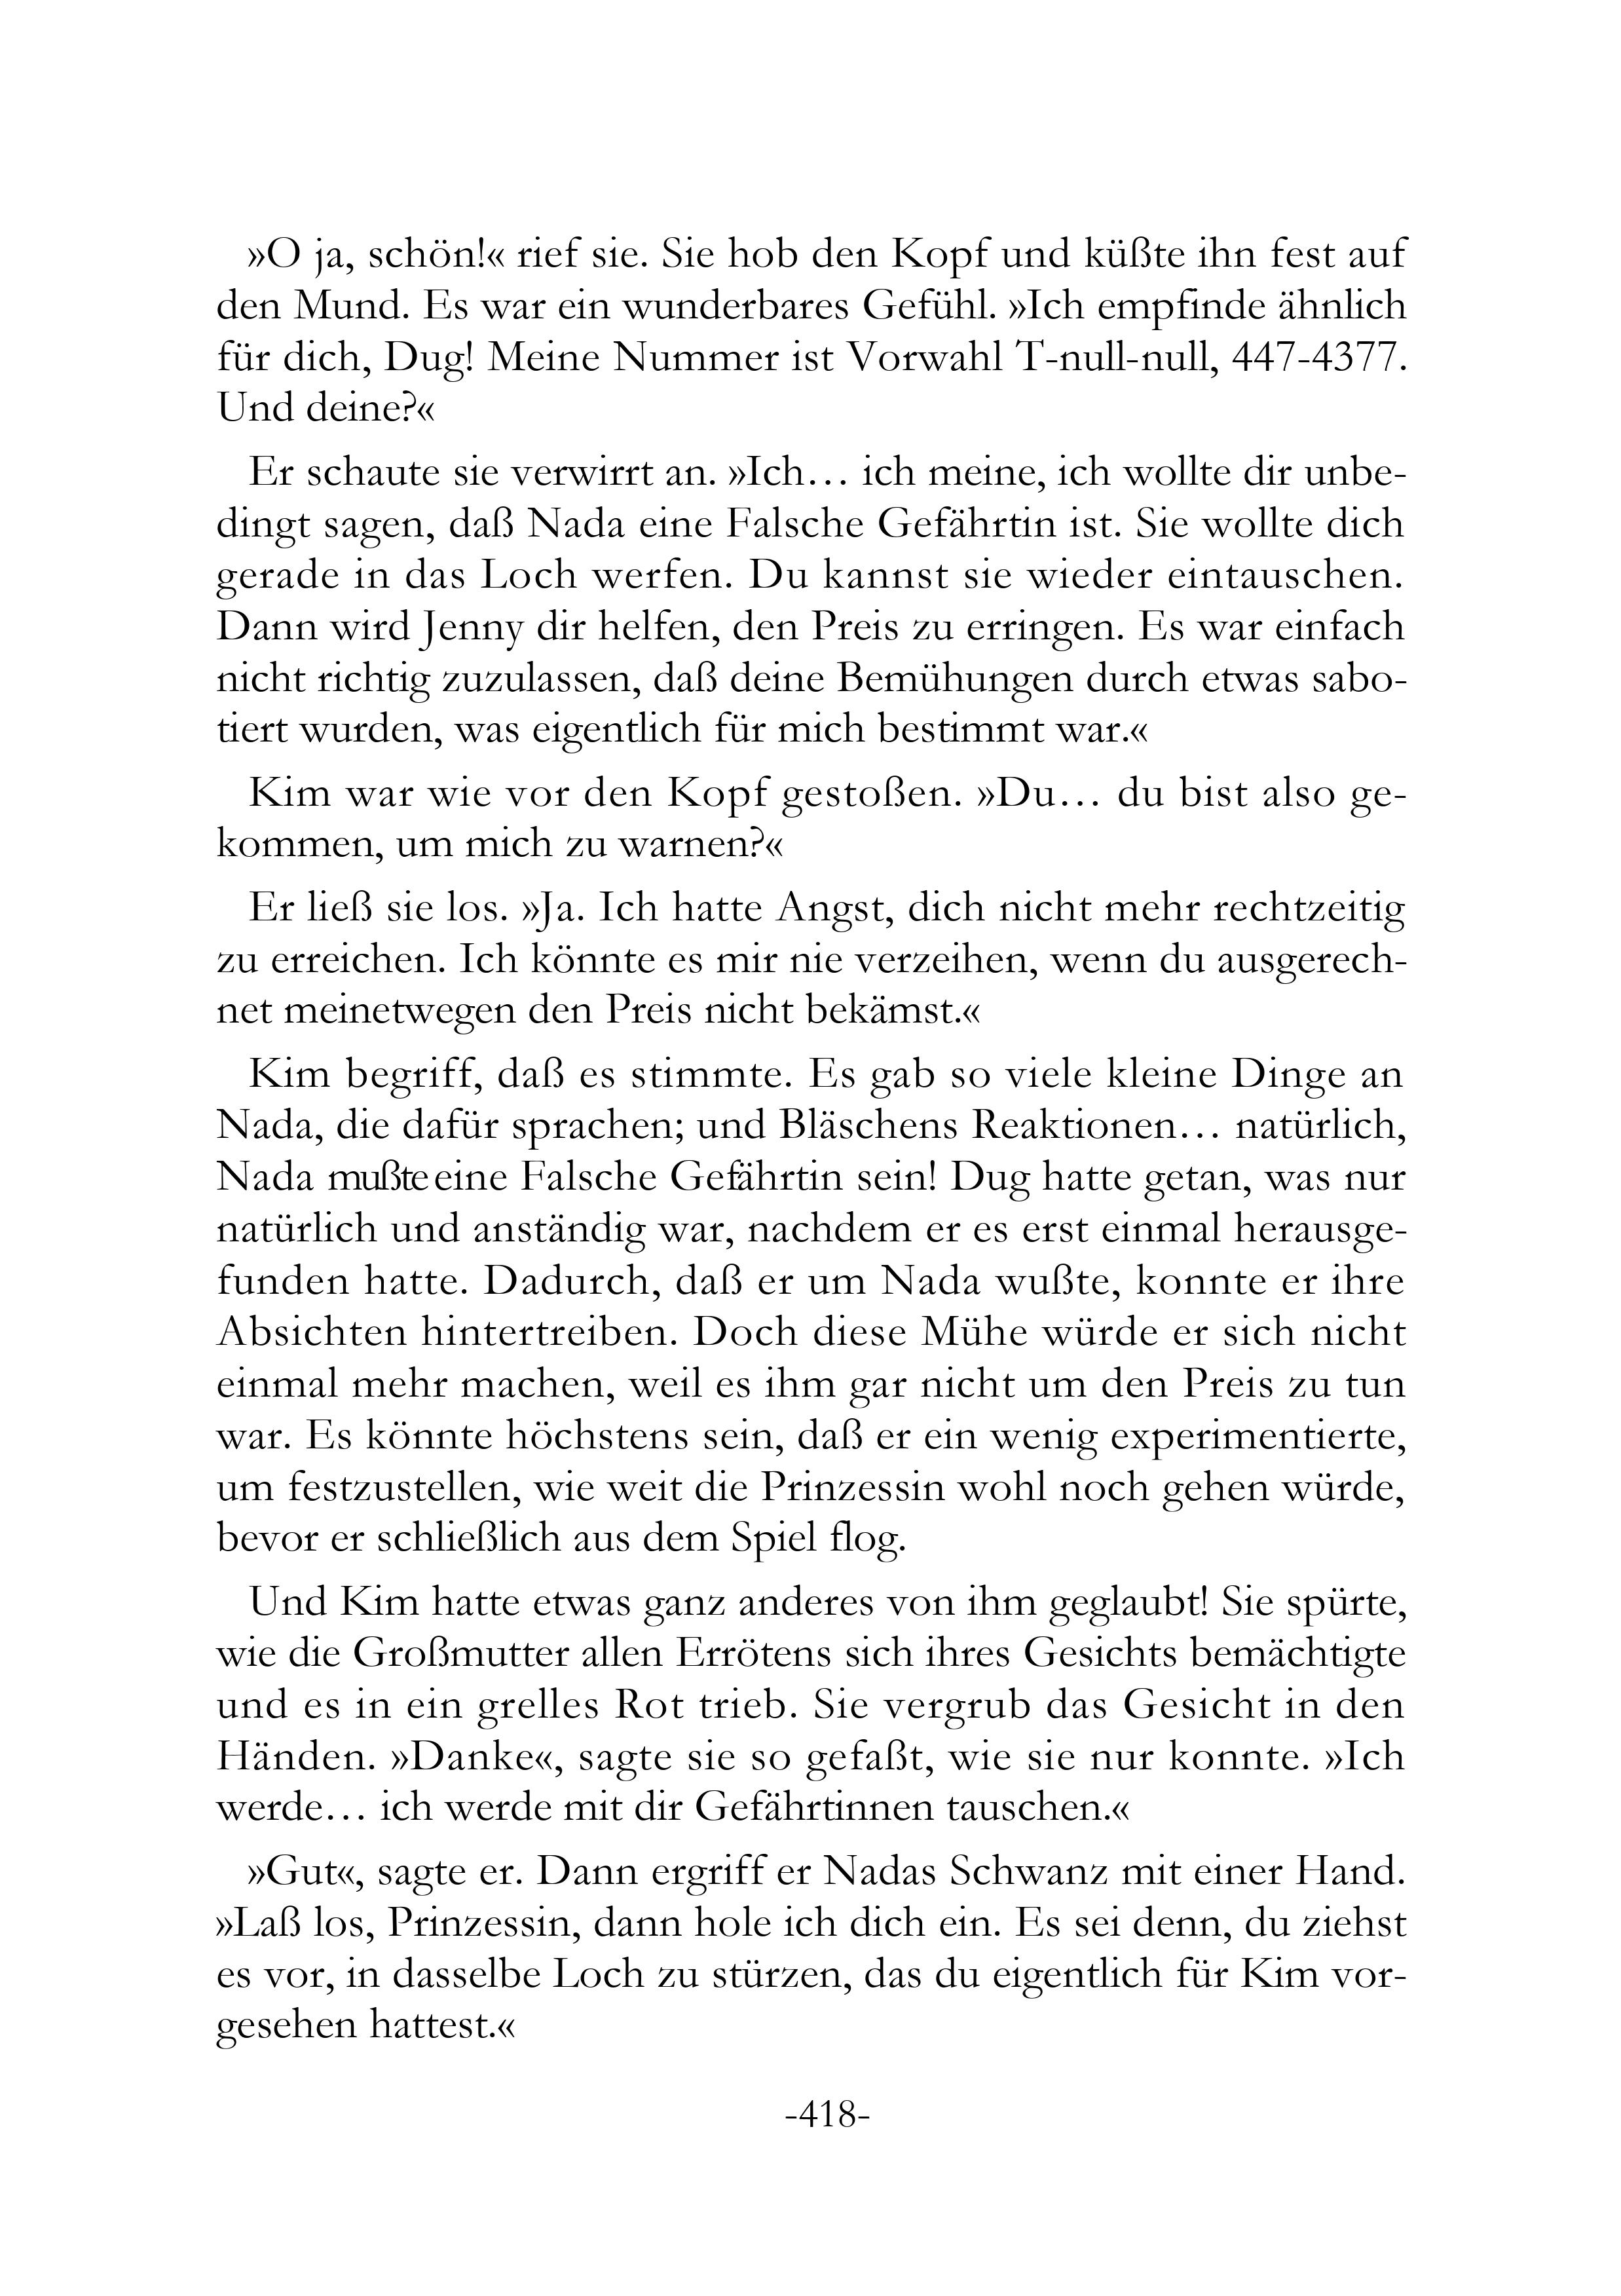 »O ja, schön!« rief sie. Sie hob den Kopf und küßte ihn fest auf
den Mund. Es war ein wunderbares Gefühl. »Ich empfinde ähnlich
für dich, Dug! Meine Nummer ist Vorwahl T-null-null, 447-4377.
Und deine?«
Er schaute sie verwirrt an. »Ich… ich meine, ich wollte dir unbe-
dingt sagen, daß Nada eine Falsche Gefährtin ist. Sie wollte dich
gerade in das Loch werfen. Du kannst sie wieder eintauschen.
Dann wird Jenny dir helfen, den Preis zu erringen. Es war einfach
nicht richtig zuzulassen, daß deine Bemühungen durch etwas sabo-
tiert wurden, was eigentlich für mich bestimmt war.«
Kim war wie vor den Kopf gestoßen. »Du… du bist also ge-
kommen, um mich zu warnen?«
Er ließ sie los. »Ja. Ich hatte Angst, dich nicht mehr rechtzeitig
zu erreichen. Ich könnte es mir nie verzeihen, wenn du ausgerech-
net meinetwegen den Preis nicht bekämst.«
Kim begriff, daß es stimmte. Es gab so viele kleine Dinge an
Nada, die dafür sprachen; und Bläschens Reaktionen… natürlich,
Nada mußte eine Falsche Gefährtin sein! Dug hatte getan, was nur
natürlich und anständig war, nachdem er es erst einmal herausge-
funden hatte. Dadurch, daß er um Nada wußte, konnte er ihre
Absichten hintertreiben. Doch diese Mühe würde er sich nicht
einmal mehr machen, weil es ihm gar nicht um den Preis zu tun
war. Es könnte höchstens sein, daß er ein wenig experimentierte,
um festzustellen, wie weit die Prinzessin wohl noch gehen würde,
bevor er schließlich aus dem Spiel flog.
Und Kim hatte etwas ganz anderes von ihm geglaubt! Sie spürte,
wie die Großmutter allen Errötens sich ihres Gesichts bemächtigte
und es in ein grelles Rot trieb. Sie vergrub das Gesicht in den
Händen. »Danke«, sagte sie so gefaßt, wie sie nur konnte. »Ich
werde… ich werde mit dir Gefährtinnen tauschen.«
»Gut«, sagte er. Dann ergriff er Nadas Schwanz mit einer Hand.
»Laß los, Prinzessin, dann hole ich dich ein. Es sei denn, du ziehst
es vor, in dasselbe Loch zu stürzen, das du eigentlich für Kim vor-
gesehen hattest.«
-418-